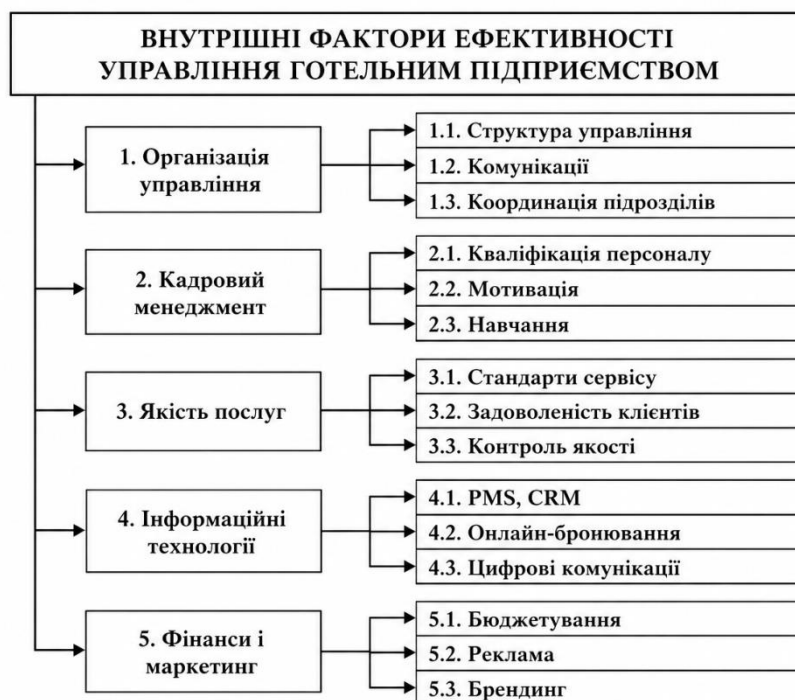 ВНУТРІШНІ ФАКТОРИ ЕФЕКТИВНОСТІ
УПРАВЛІННЯ ГОТЕЛЬНИМ ПІДПРИЄМСТВОМ
1. Організація
управління
1.1. Структура управління
1.2. Комунікації
1.3. Координація підрозділів
2. Кадровий
менеджмент
2.1. Кваліфікація персоналу
2.2. Мотивація
2.3. Навчання
3. Якість послуг
3.1. Стандарти сервісу
3.2. Задоволеність клієнтів
3.3. Контроль якості
4. Інформаційні
технології
4.1. PMS, CRM
4.2. Онлайн-бронювання
4.3. Цифрові комунікації
5. Фінанси і
маркетинг
5.1. Бюджетування
5.2. Реклама
5.3. Брендинг